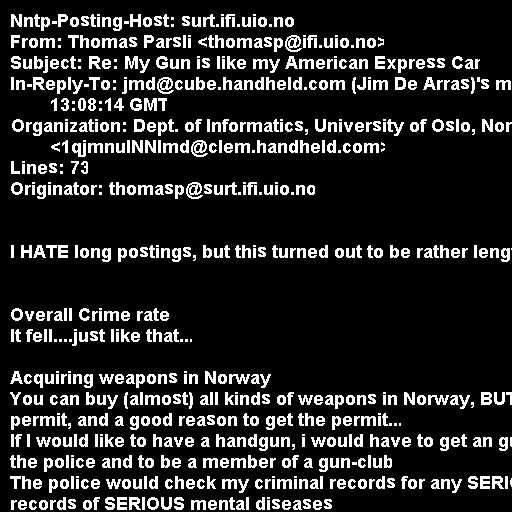 Nntp-Posting-Host: surt.ifi.uio.no
From: Thomas Parsli <thomasp@ifi.uio.no>
Subject: Re: My Gun is like my American Express Car
In-Reply-To: jmd@cube.handheld.com (Jim De Arras)'s m
13:08:14 GMT
Organization: Dept. of Informatics, University of Oslo, Nor
<1qjmnuINNlmd@clem.handheld.com>
Lines: 73
Originator: thomasp@surt.ifi.uio.no
I HATE long postings, but this turned out to be rather leng
Overall Crime rate
It fell....just like that...
Acquiring weapons in Norway
You can buy (almost) all kinds of weapons in Norway, BUT
permit, and a good reason to get the permit...
If I would like to have a handgun, i would have to get an g
the police and to be a member of a gun-club
The police would check my criminal records for any SERI
records of SERIOUS mental diseases